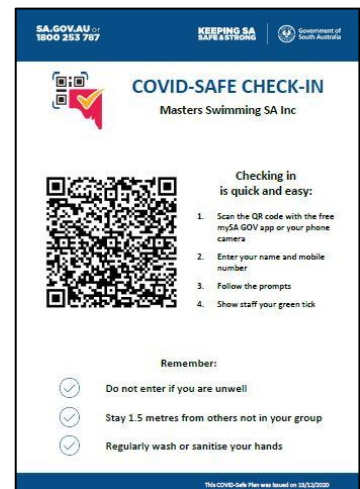 SA.GOV.AU or
1800 253 787
KEEPING SA
SAFE & STRONG
Government of
South Australia
COVID-SAFE CHECK-IN
Masters Swimming SA Inc
Checking in
is quick and easy:
1. Scan the QR code with the free
mySA GOV app or your phone
camera
2. Enter your name and mobile
number
3. Follow the prompts
4. Show staff your green tick
Remember:
Do not enter if you are unwell
Stay 1.5 metres from others not in your group
Regularly wash or sanitise your hands
This COVID-Safe Plan was issued on 13/12/2020